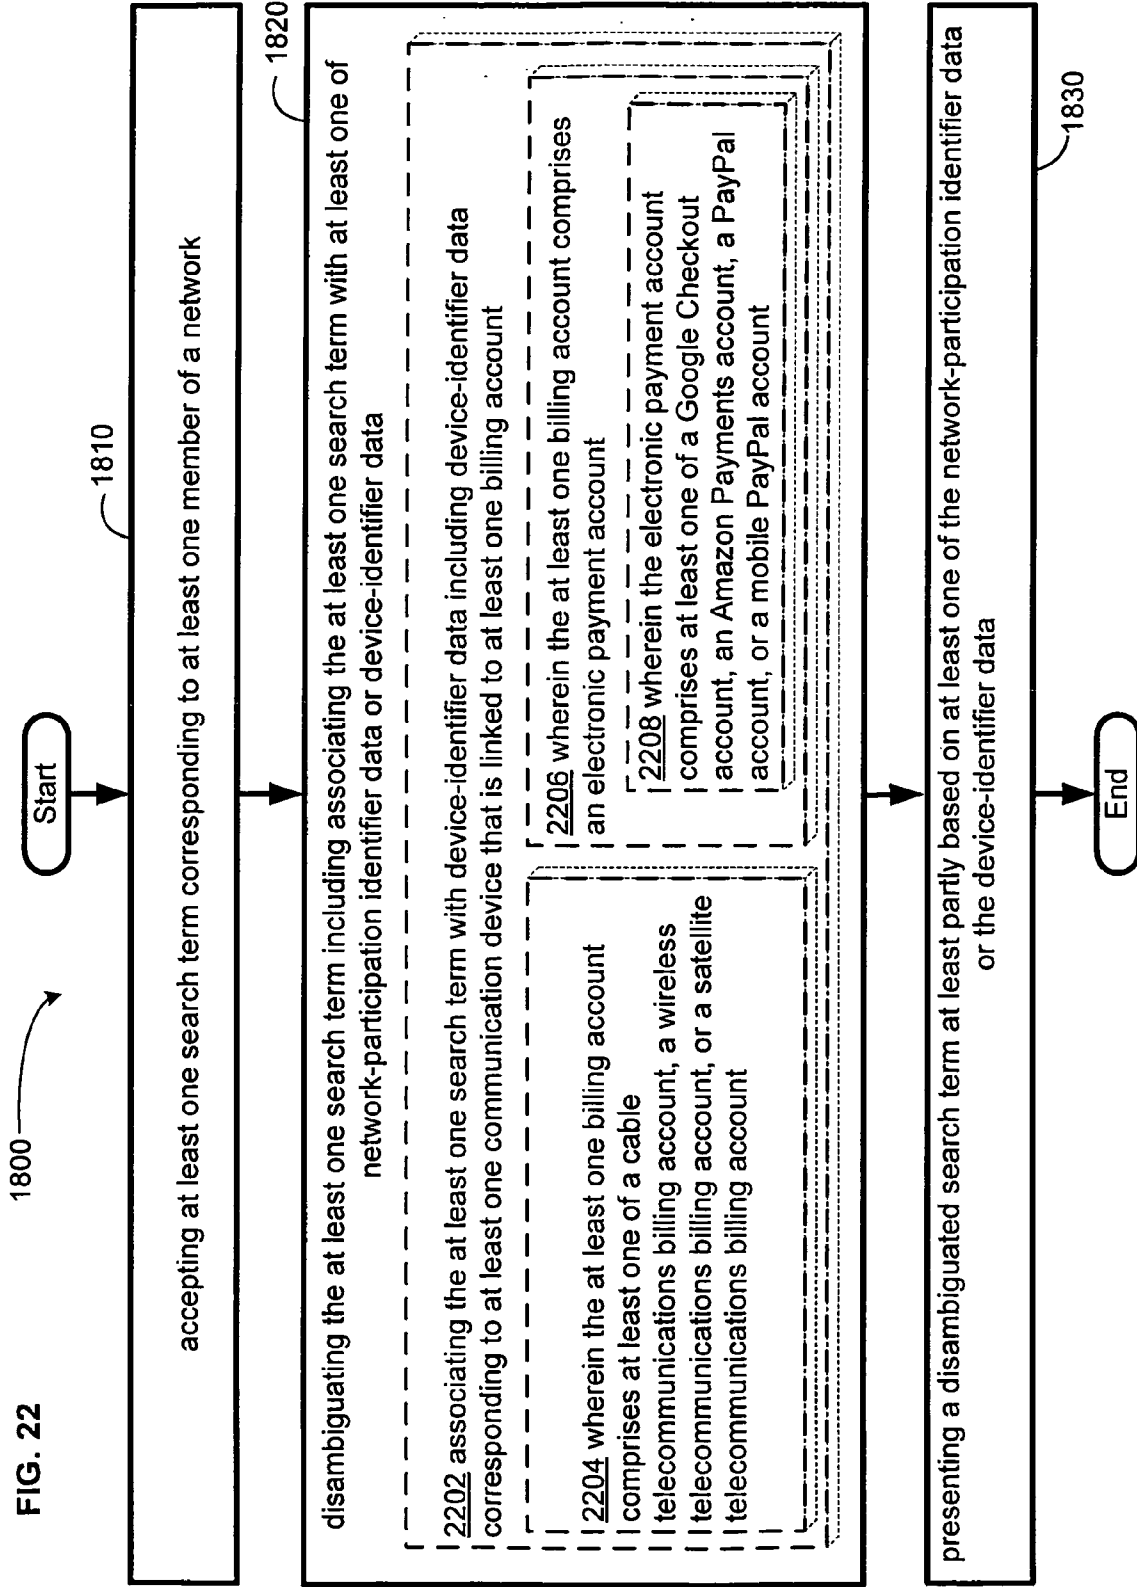 FIG. 22
1800
Start
1810
accepting at least one search term corresponding to at least one member of a network
1820
disambiguating the at least one search term including associating the at least one search term with at least one of
network-participation identifier data or device-identifier data
2202 associating the at least one search term with device-identifier data including device-identifier data
corresponding to at least one communication device that is linked to at least one billing account
2204 wherein the at least one billing account
comprises at least one of a cable
telecommunications billing account, a wireless
telecommunications billing account, or a satellite
telecommunications billing account
2206 wherein the at least one billing account comprises
an electronic payment account
2208 wherein the electronic payment account
comprises at least one of a Google Checkout
account, an Amazon Payments account, a PayPal
account, or a mobile PayPal account
1830
presenting a disambiguated search term at least partly based on at least one of the network-participation identifier data
or the device-identifier data
End